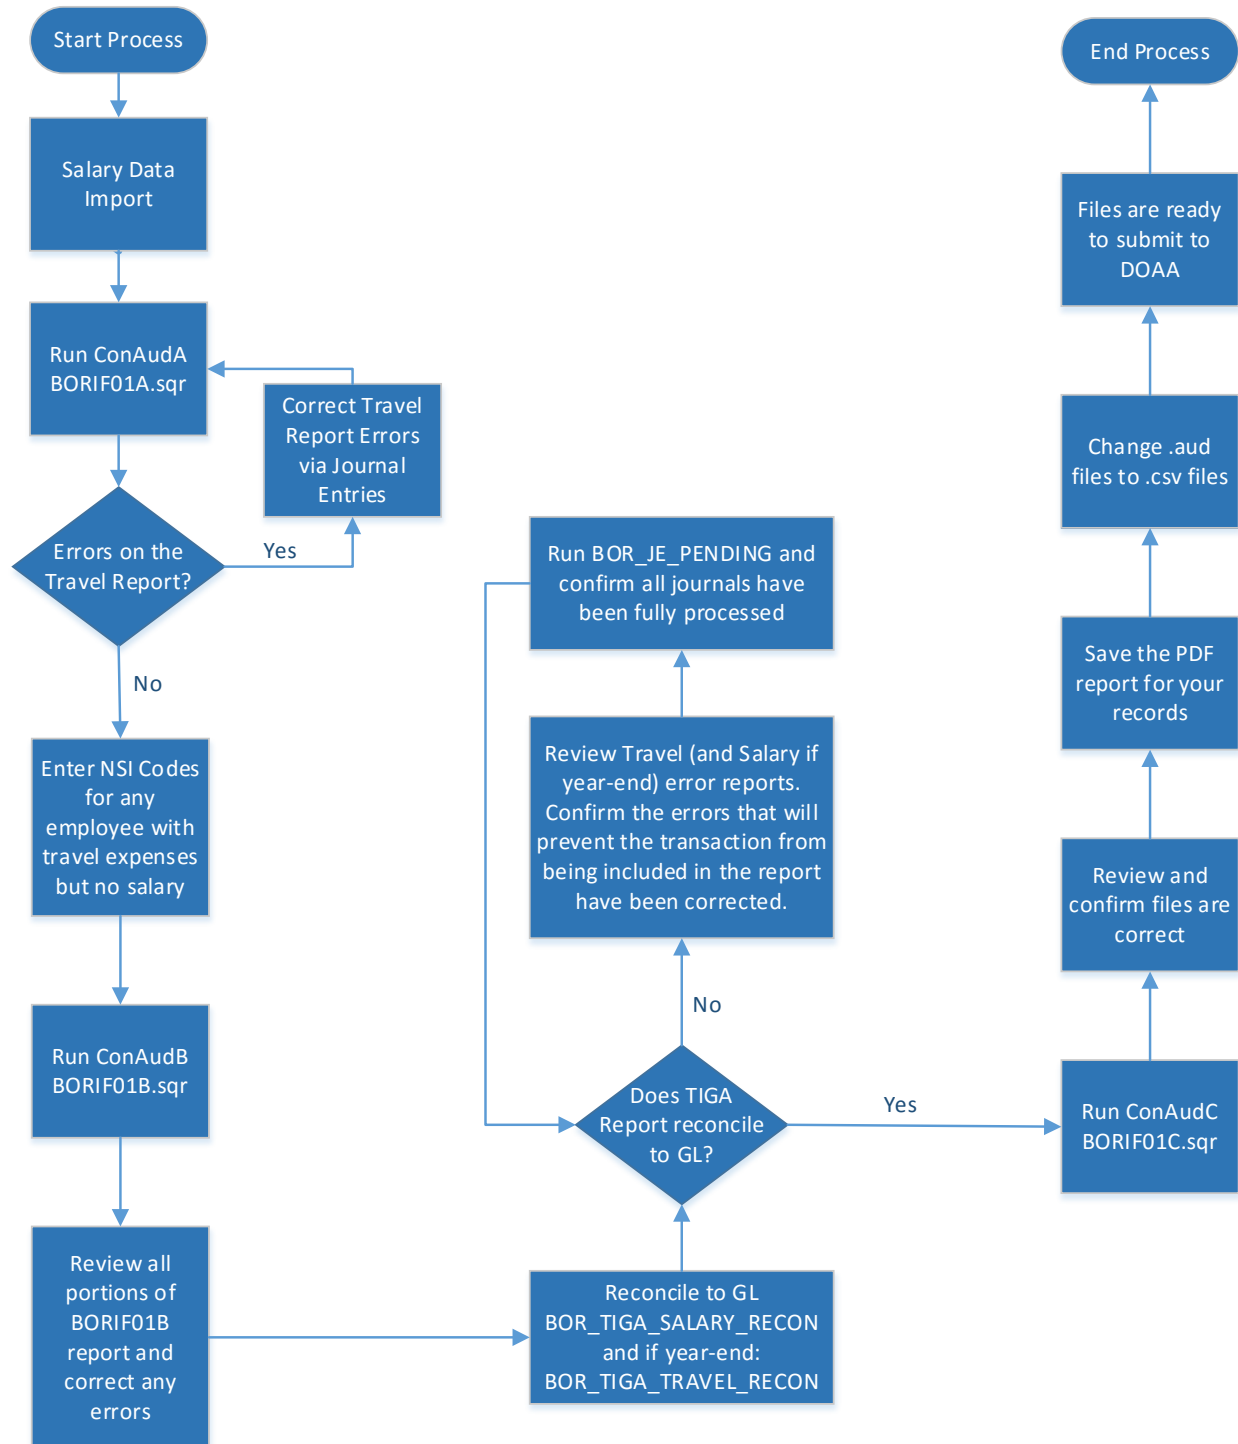 Start Process
Salary Data
Import
Run ConAudA
BORIF01A.sqr
Correct Travel
Report Errors
via Journal
Entries
Errors on the
Travel Report?
Yes
No
Enter NSI Codes
for any
employee with
travel expenses
but no salary
Run ConAudB
BORIF01B.sqr
Review all
portions of
BORIF01B
report and
correct any
errors
Reconcile to GL
BOR_TIGA_SALARY_RECON
and if year-end:
BOR_TIGA_TRAVEL_RECON
Does TIGA
Report reconcile
to GL?
No
Review Travel (and Salary if
year-end) error reports.
Confirm the errors that will
prevent the transaction from
being included in the report
have been corrected.
Run BOR_JE_PENDING and
confirm all journals have
been fully processed
Yes
Run ConAudC
BORIF01C.sqr
Review and
confirm files are
correct
Save the PDF
report for your
records
Change .aud
files to .csv files
Files are ready
to submit to
DOAA
End Process